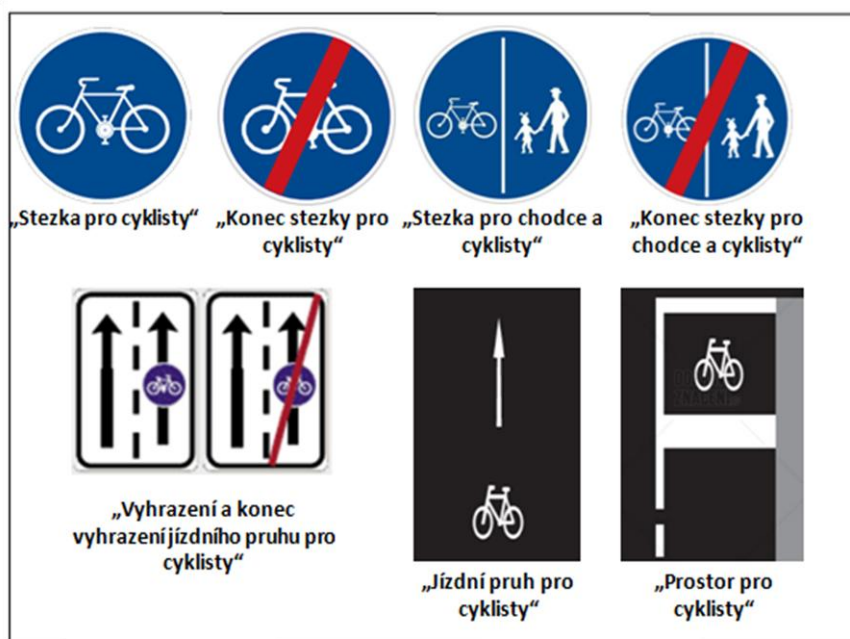 „Stezka pro cyklisty“
„Konec stezky pro
cyklisty“
„Stezka pro chodce a
cyklisty“
„Konec stezky pro
chodce a cyklisty“
„Vyhrazení a konec
vyhrazení jízdního pruhu pro
cyklisty“
„Jízdní pruh pro
cyklisty“
„Prostor pro
cyklisty“